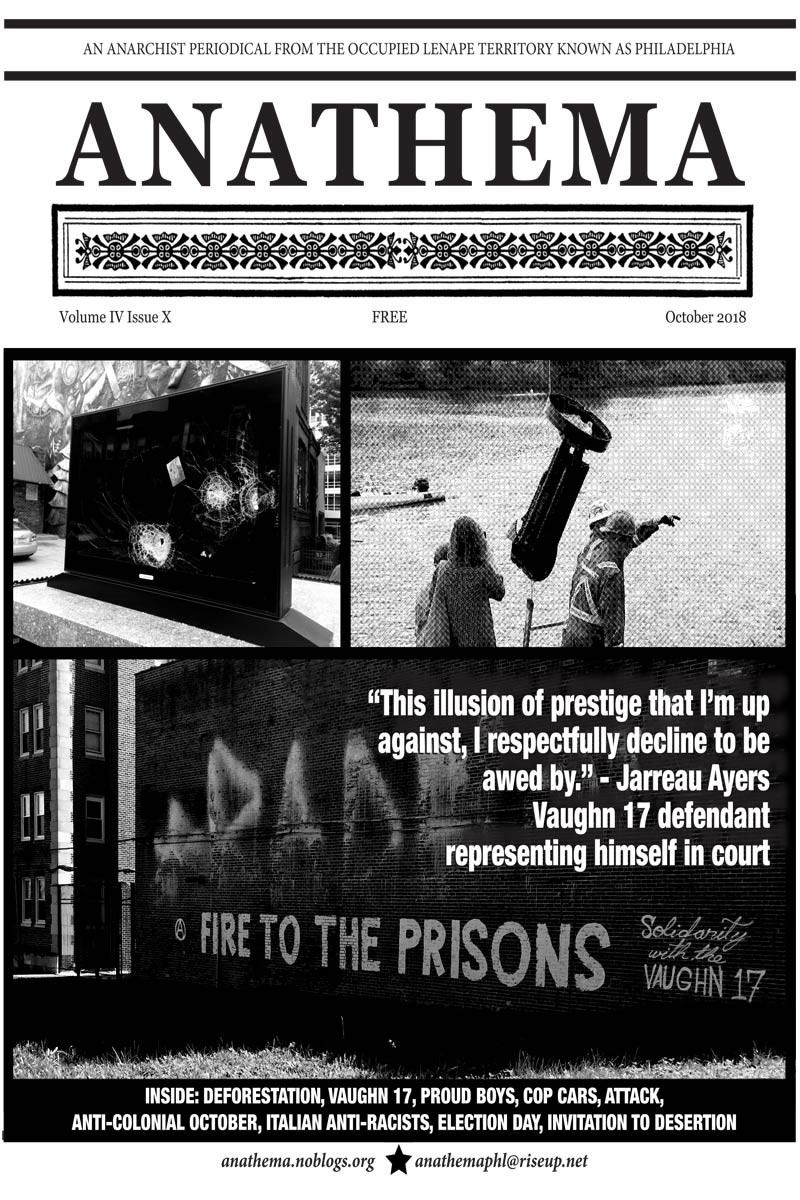 AN ANARCHIST PERIODICAL FROM THE OCCUPIED LENAPE TERRITORY KNOWN AS PHILADELPHIA
ANATHEMA
Volume IV Issue X FREE October 2018
“This illusion of prestige that I’m up
against, I respectfully decline to be
awed by.” - Jarreau Ayers
Vaughn 17 defendant
representing himself in court
FIRE TO THE PRISONS
Solidarity
with the
VAUGHN 17
INSIDE: DEFORESTATION, VAUGHN 17, PROUD BOYS, COP CARS, ATTACK,
ANTI-COLONIAL OCTOBER, ITALIAN ANTI-RACISTS, ELECTION DAY, INVITATION TO DESERTION
anathema.noblogs.org ★ anathemaphl@riseup.net